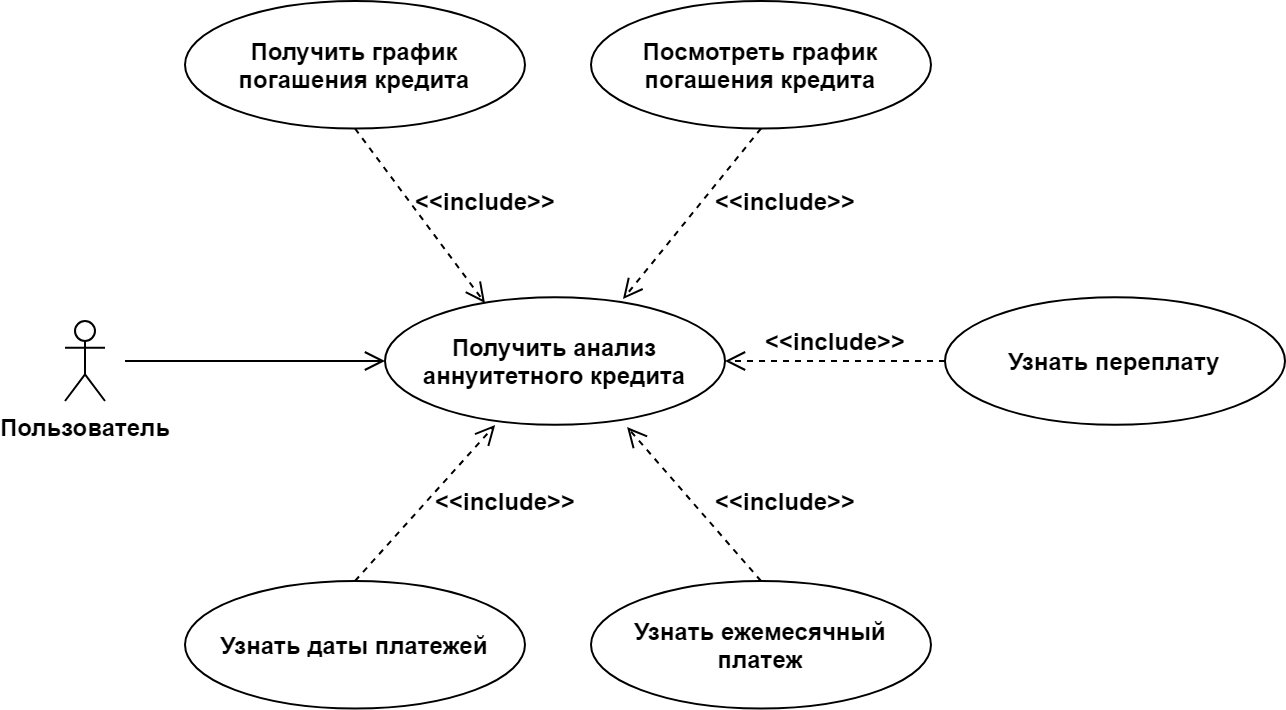 Получить график
погашения кредита
Посмотреть график
погашения кредита
<<include>>
<<include>>
<<include>>
Получить анализ
аннуитетного кредита
Узнать переплату
Пользователь
<<include>>
<<include>>
Узнать даты платежей
Узнать ежемесячный
платеж